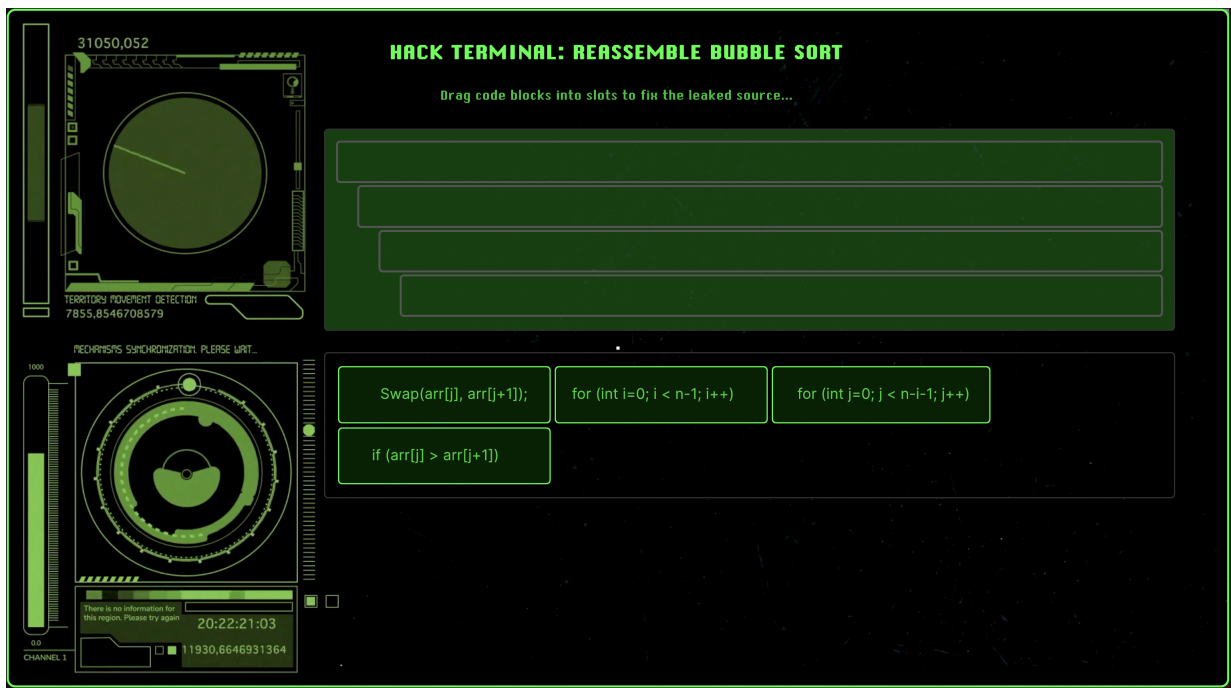 31050,052
HACK TERMINAL: REASSEMBLE BUBBLE SORT
Drag code blocks into slots to fix the leaked source...
TERRITORY MOVEMENT DETECTION
7855,8546708579
MECHANISMS SYNCHRONIZATION. PLEASE WAIT...
1000
Swap(arr[j], arr[j+1]);
for (int i=0; i < n-1; i++)
for (int j=0; j < n-i-1; j++)
if (arr[j] > arr[j+1])
There is no information for
this region. Please try again
20:22:21:03
11930,6646931364
0.0
CHANNEL 1